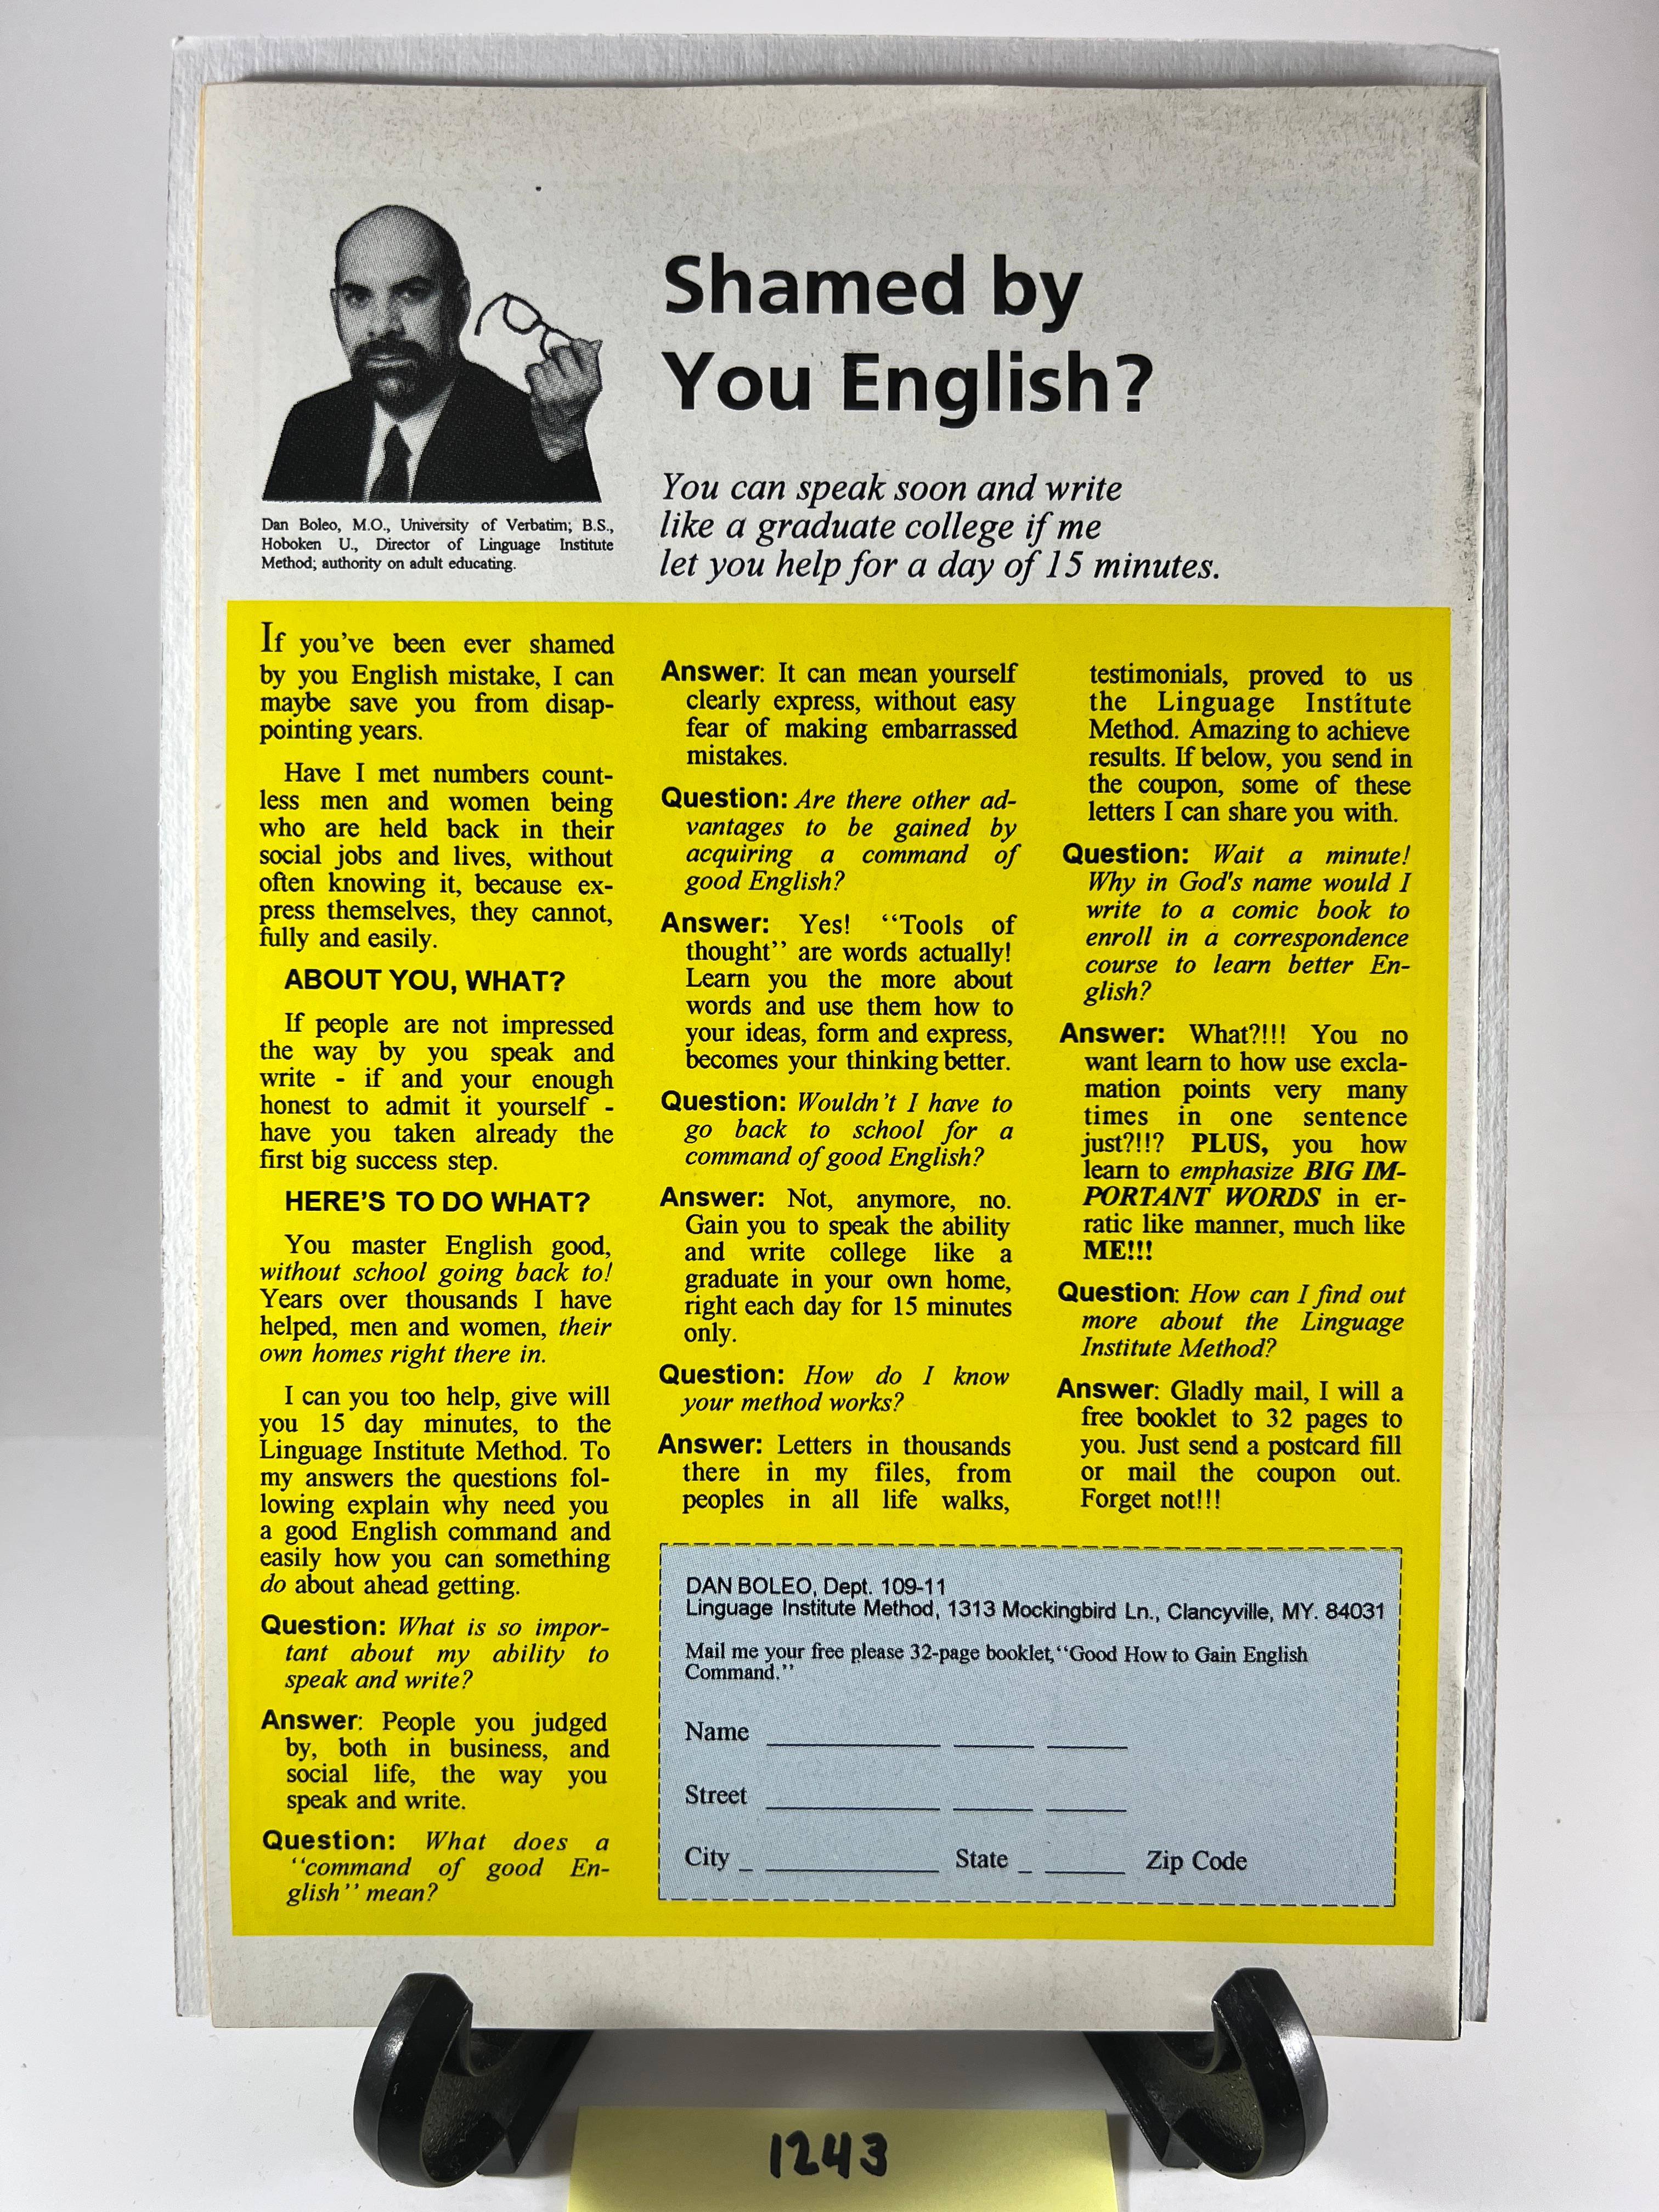 Shamed by
You English?
You can speak soon and write
like a graduate college if me
let you help for a day of 15 minutes.
Dan Boleo, M.O., University of Verbatim; B.S.,
Hoboken U., Director of Linguage Institute
Method; authority on adult educating.
If you've been ever shamed
by you English mistake, I can
maybe save you from disap-
pointing years.
Have I met numbers count-
less men and women being
who are held back in their
social jobs and lives, without
often knowing it, because ex-
press themselves, they cannot,
fully and easily.
ABOUT YOU, WHAT?
If people are not impressed
the way by you speak and
write - if and your enough
honest to admit it yourself -
have you taken already the
first big success step.
HERE'S TO DO WHAT?
You master English good,
without school going back to!
Years over thousands I have
helped, men and women, their
own homes right there in.
I can you too help, give will
you 15 day minutes, to the
Linguage Institute Method. To
my answers the questions fol-
lowing explain why need you
a good English command and
easily how you can something
do about ahead getting.
Question: What is so impor-
tant about my ability to
speak and write?
Answer: People you judged
by, both in business, and
social life, the way you
speak and write.
Question: What does a
''command of good En-
glish'' mean?
Answer: It can mean yourself
clearly express, without easy
fear of making embarrassed
mistakes.
Question: Are there other ad-
vantages to be gained by
acquiring a command of
good English?
Answer: Yes! ''Tools of
thought'' are words actually!
Learn you the more about
words and use them how to
your ideas, form and express,
becomes your thinking better.
Question: Wouldn't I have to
go back to school for a
command of good English?
Answer: Not, anymore, no.
Gain you to speak the ability
and write college like a
graduate in your own home,
right each day for 15 minutes
only.
Question: How do I know
your method works?
Answer: Letters in thousands
there in my files, from
peoples in all life walks,
testimonials, proved to us
the Linguage Institute
Method. Amazing to achieve
results. If below, you send in
the coupon, some of these
letters I can share you with.
Question: Wait a minute!
Why in God's name would I
write to a comic book to
enroll in a correspondence
course to learn better En-
glish?
Answer: What?!!! You no
want learn to how use excla-
mation points very many
times in one sentence
just?!!? PLUS, you how
learn to emphasize BIG IM-
PORTANT WORDS in er-
ratic like manner, much like
ME!!!
Question: How can I find out
more about the Linguage
Institute Method?
Answer: Gladly mail, I will a
free booklet to 32 pages to
you. Just send a postcard fill
or mail the coupon out.
Forget not!!!
DAN BOLEO, Dept. 109-11
Linguage Institute Method, 1313 Mockingbird Ln., Clancyville, MY. 84031
Mail me your free please 32-page booklet,''Good How to Gain English
Command.''
Name
Street
City State Zip Code
1243